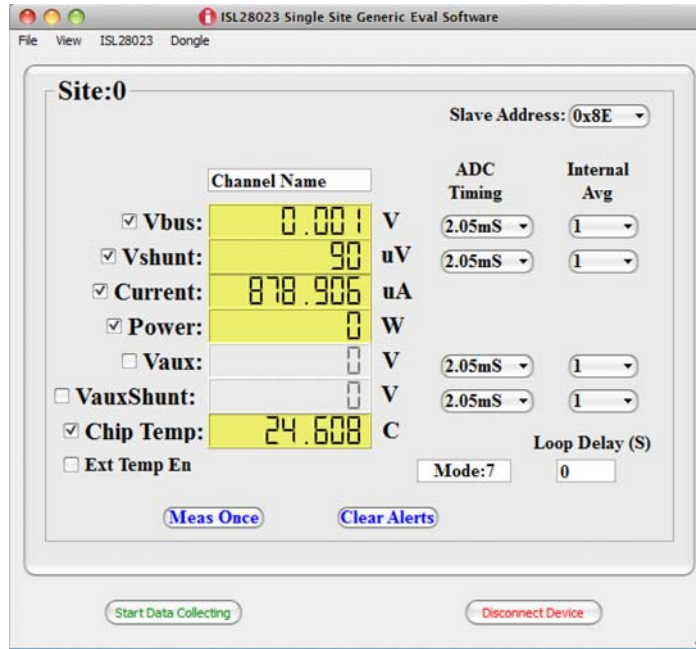 ISL28023 Single Site Generic Eval Software
File View ISL28023 Dongle
Site:0
Slave Address: 0x8E
Channel Name
ADC Timing
Internal Avg
Vbus: 0.001 V 2.05mS 1
Vshunt: 90 uV 2.05mS 1
Current: 878.906 uA
Power: 0 W
Vaux: 0 V 2.05mS 1
VauxShunt: 0 V 2.05mS 1
Chip Temp: 24.608 C
Loop Delay (S)
Ext Temp En
Mode:7
0
Meas Once
Clear Alerts
Start Data Collecting
Disconnect Device